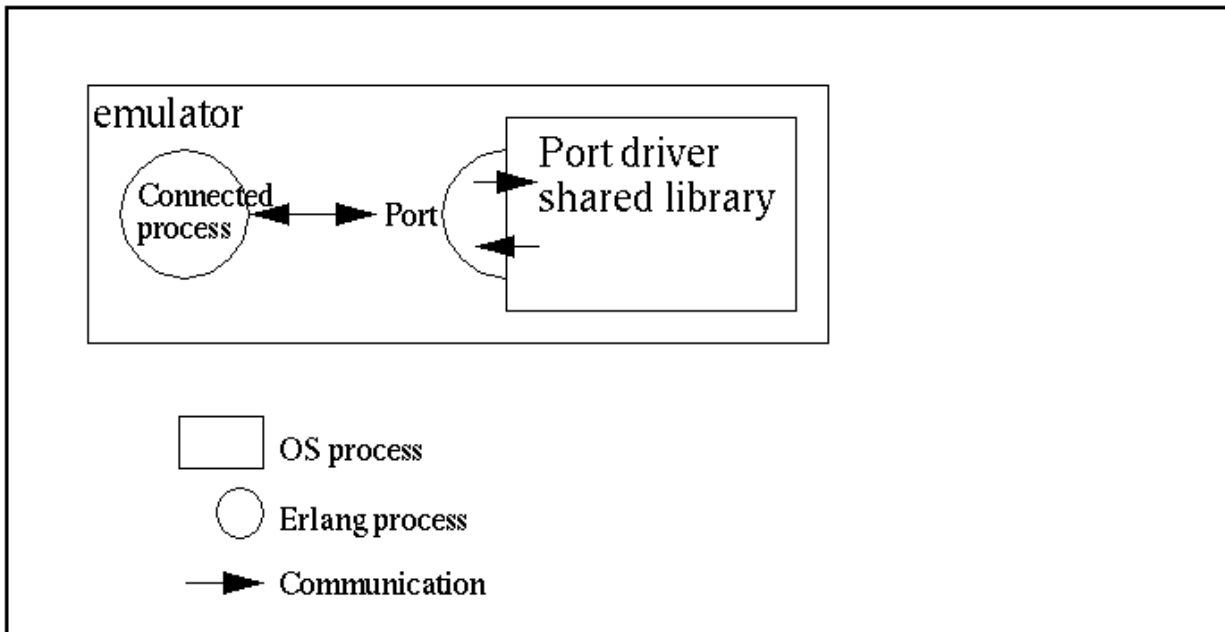 emulator
Connected
process
Port
Port driver
shared library
OS process
Erlang process
Communication